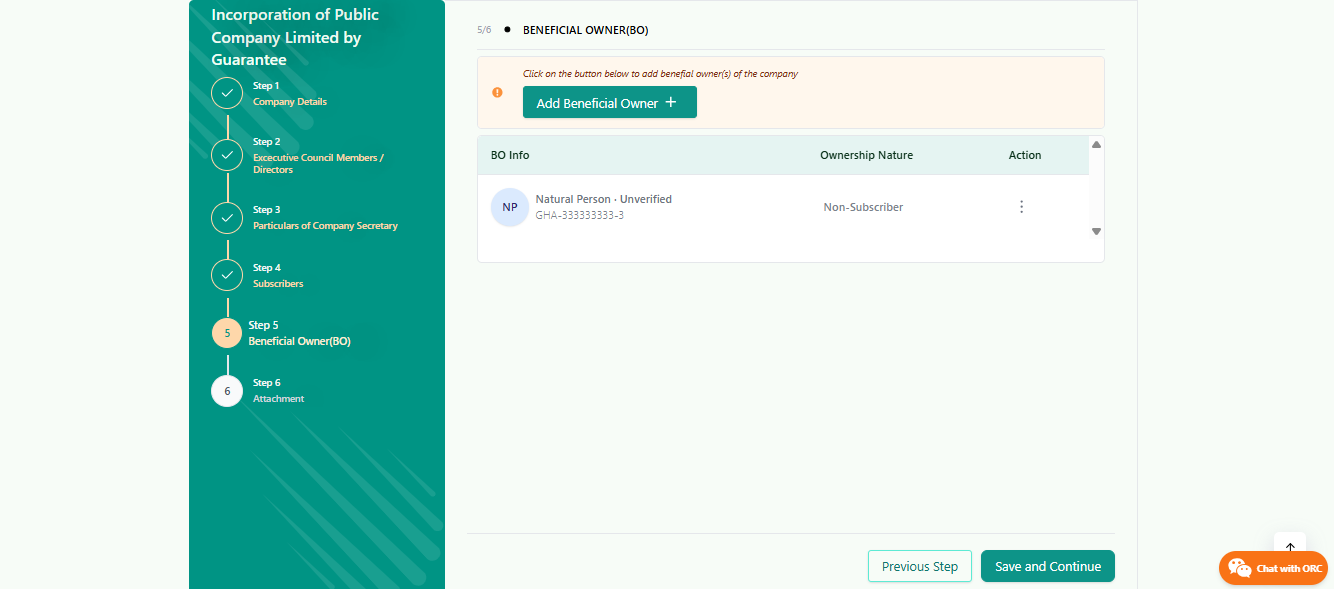 Incorporation of Public
Company Limited by
Guarantee
Step 1
Company Details
Step 2
Excecutive Council Members /
Directors
Step 3
Particulars of Company Secretary
Step 4
Subscribers
5
Step 5
Beneficial Owner(BO)
6
Step 6
Attachment
5/6 ● BENEFICIAL OWNER(BO)
Click on the button below to add benefial owner(s) of the company
Add Beneficial Owner +
BO Info Ownership Nature Action
NP
Natural Person · Unverified
GHA-333333333-3
Non-Subscriber
Previous Step
Save and Continue
Chat with ORC